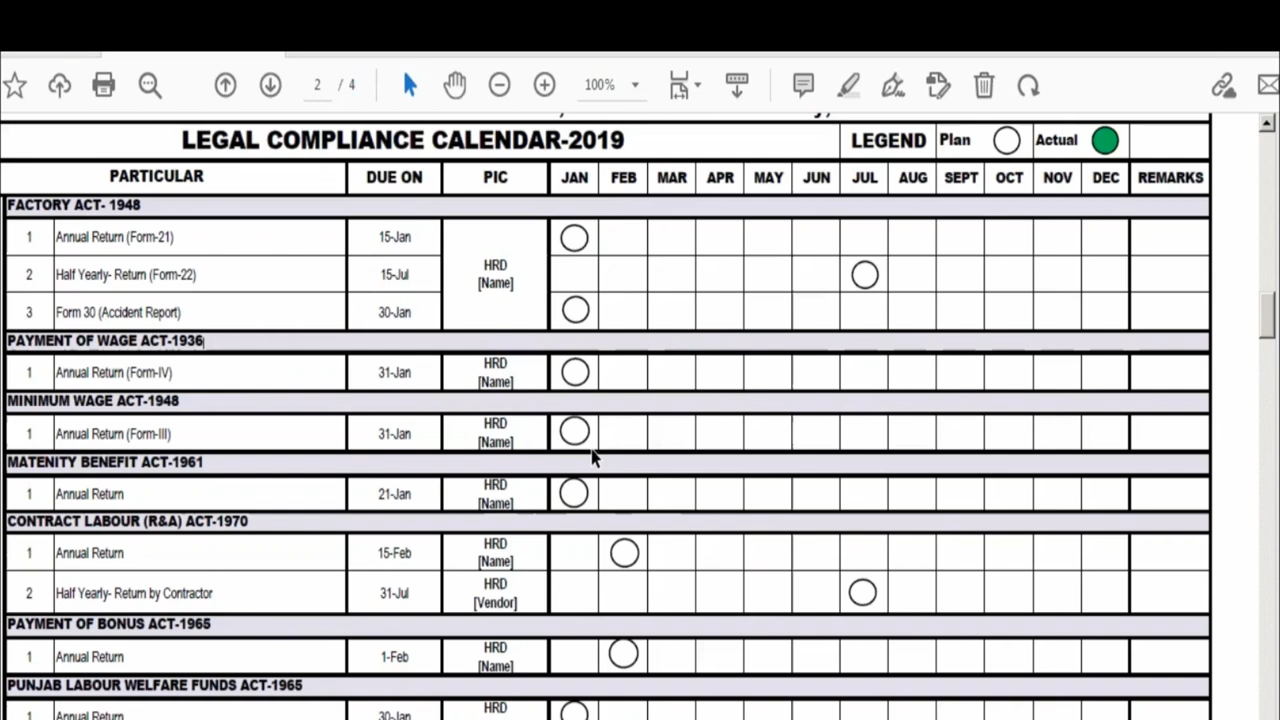 2 / 4
100%
LEGAL COMPLIANCE CALENDAR-2019 LEGEND Plan Actual
PARTICULAR DUE ON PIC JAN FEB MAR APR MAY JUN JUL AUG SEPT OCT NOV DEC REMARKS
FACTORY ACT- 1948
1 Annual Return (Form-21) 15-Jan
2 Half Yearly- Return (Form-22) 15-Jul
HRD
[Name]
3 Form 30 (Accident Report) 30-Jan
PAYMENT OF WAGE ACT-1936
1 Annual Return (Form-IV) 31-Jan HRD
[Name]
MINIMUM WAGE ACT-1948
1 Annual Return (Form-III) 31-Jan HRD
[Name]
MATENITY BENEFIT ACT-1961
1 Annual Return 21-Jan HRD
[Name]
CONTRACT LABOUR (R&A) ACT-1970
1 Annual Return 15-Feb HRD
[Name]
2 Half Yearly- Return by Contractor 31-Jul HRD
[Vendor]
PAYMENT OF BONUS ACT-1965
1 Annual Return 1-Feb HRD
[Name]
PUNJAB LABOUR WELFARE FUNDS ACT-1965
1 Annual Return 30-Jan HRD